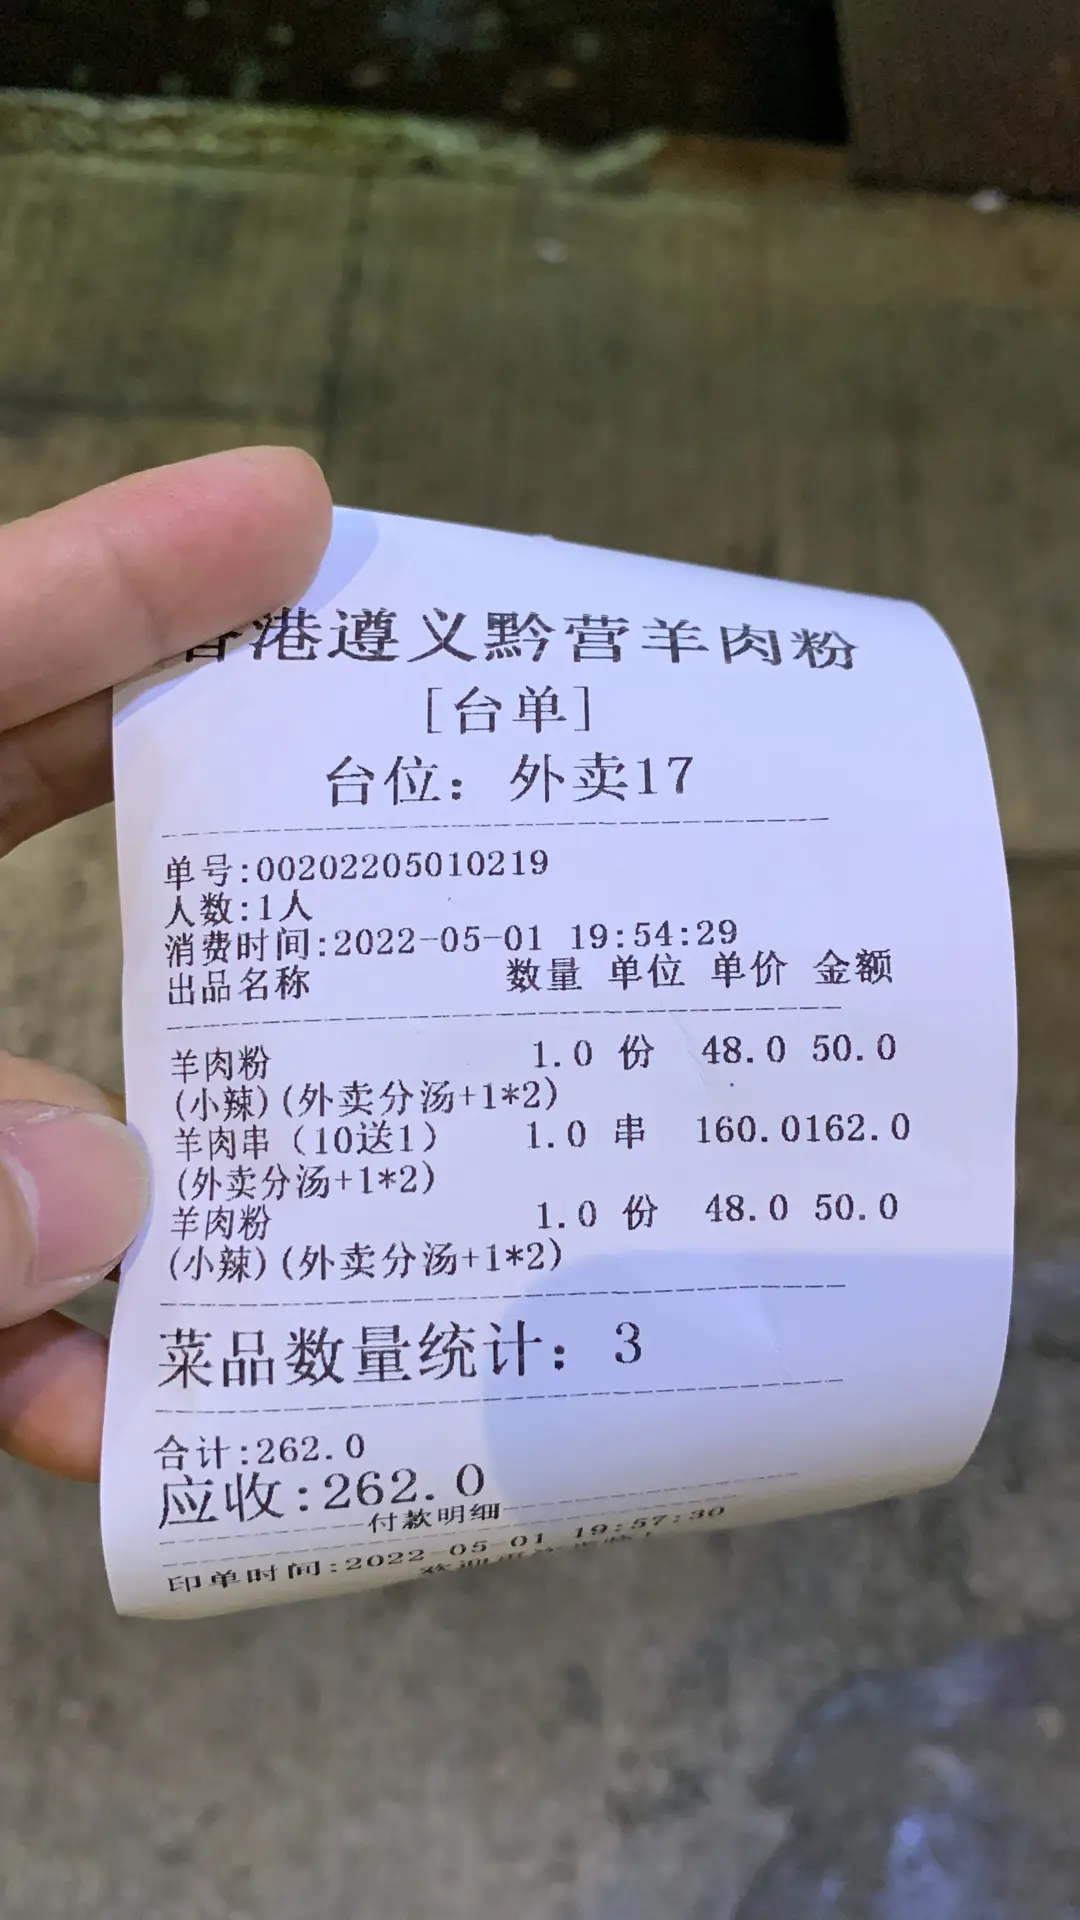 香港遵义黔营羊肉粉
[台单]
台位：外卖17
单号:00202205010219
人数:1人
消费时间:2022-05-01 19:54:29
出品名称 数量 单位 单价 金额
羊肉粉 1.0 份 48.0 50.0
(小辣)(外卖分汤+1*2)
羊肉串（10送1） 1.0 串 160.0162.0
(外卖分汤+1*2)
羊肉粉 1.0 份 48.0 50.0
(小辣)(外卖分汤+1*2)
菜品数量统计：3
合计:262.0
应收:262.0
付款明细
印单时间:2022-05-01 19:57:30